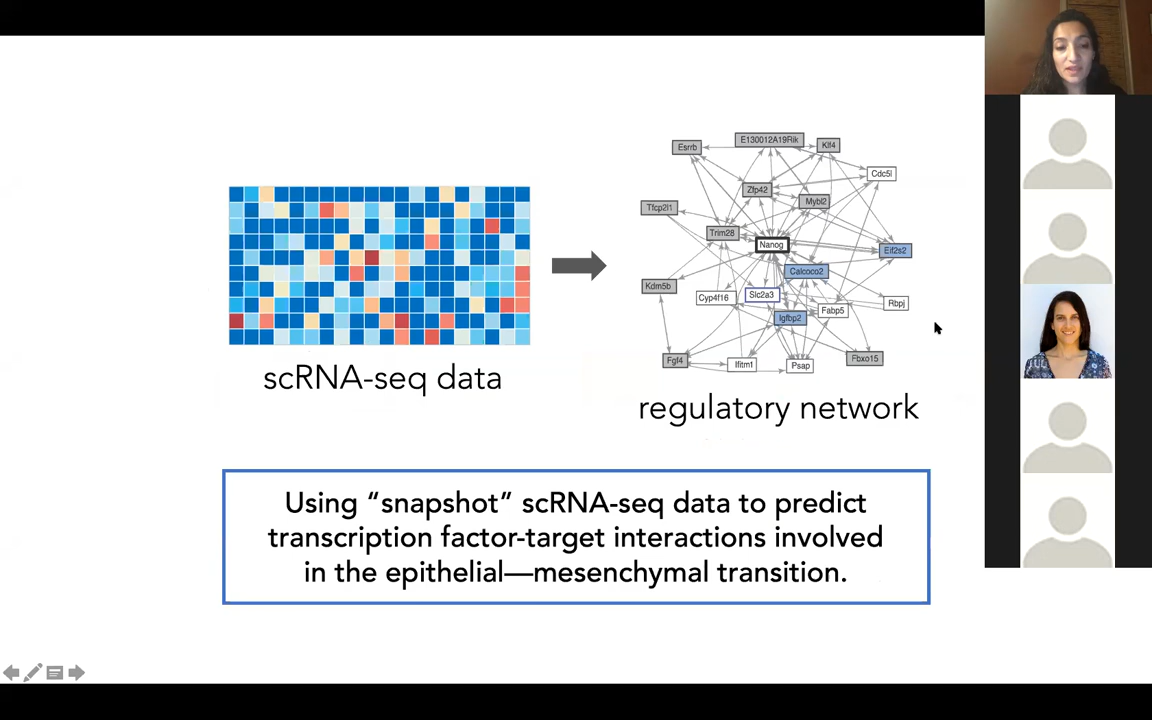 Esrrb
E130012A19Rik
Klf4
Cdc5l
Zfp42
Mybl2
Tfcp2l1
Trim28
Nanog
Eif2s2
Calcoco2
Kdm5b
Cyp4f16
Slc2a3
Rbpj
Fabp5
Igfbp2
Fgf4
Ifitm1
Psap
Fbxo15
scRNA-seq data
regulatory network
Using “snapshot” scRNA-seq data to predict
transcription factor-target interactions involved
in the epithelial—mesenchymal transition.